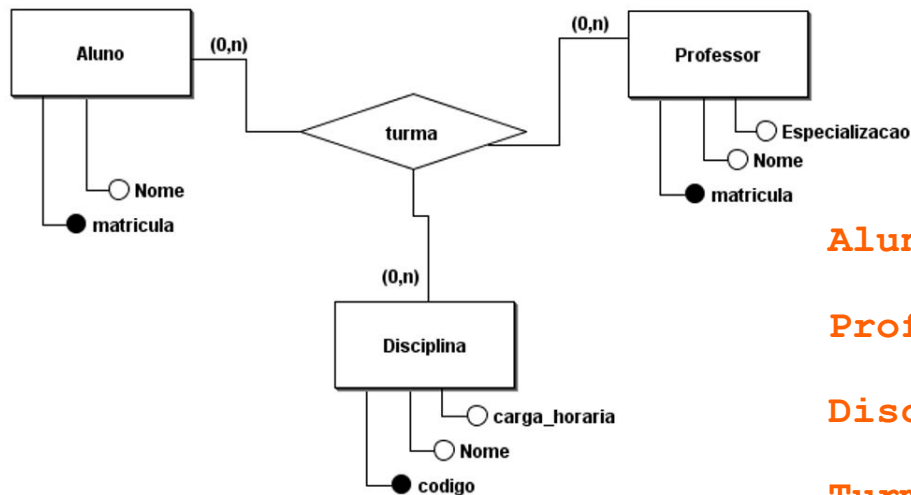 Aluno
(0,n)
(0,n)
Professor
turma
Especializacao
Nome
Nome
matricula
matricula
(0,n)
Disciplina
carga_horaria
Nome
codigo